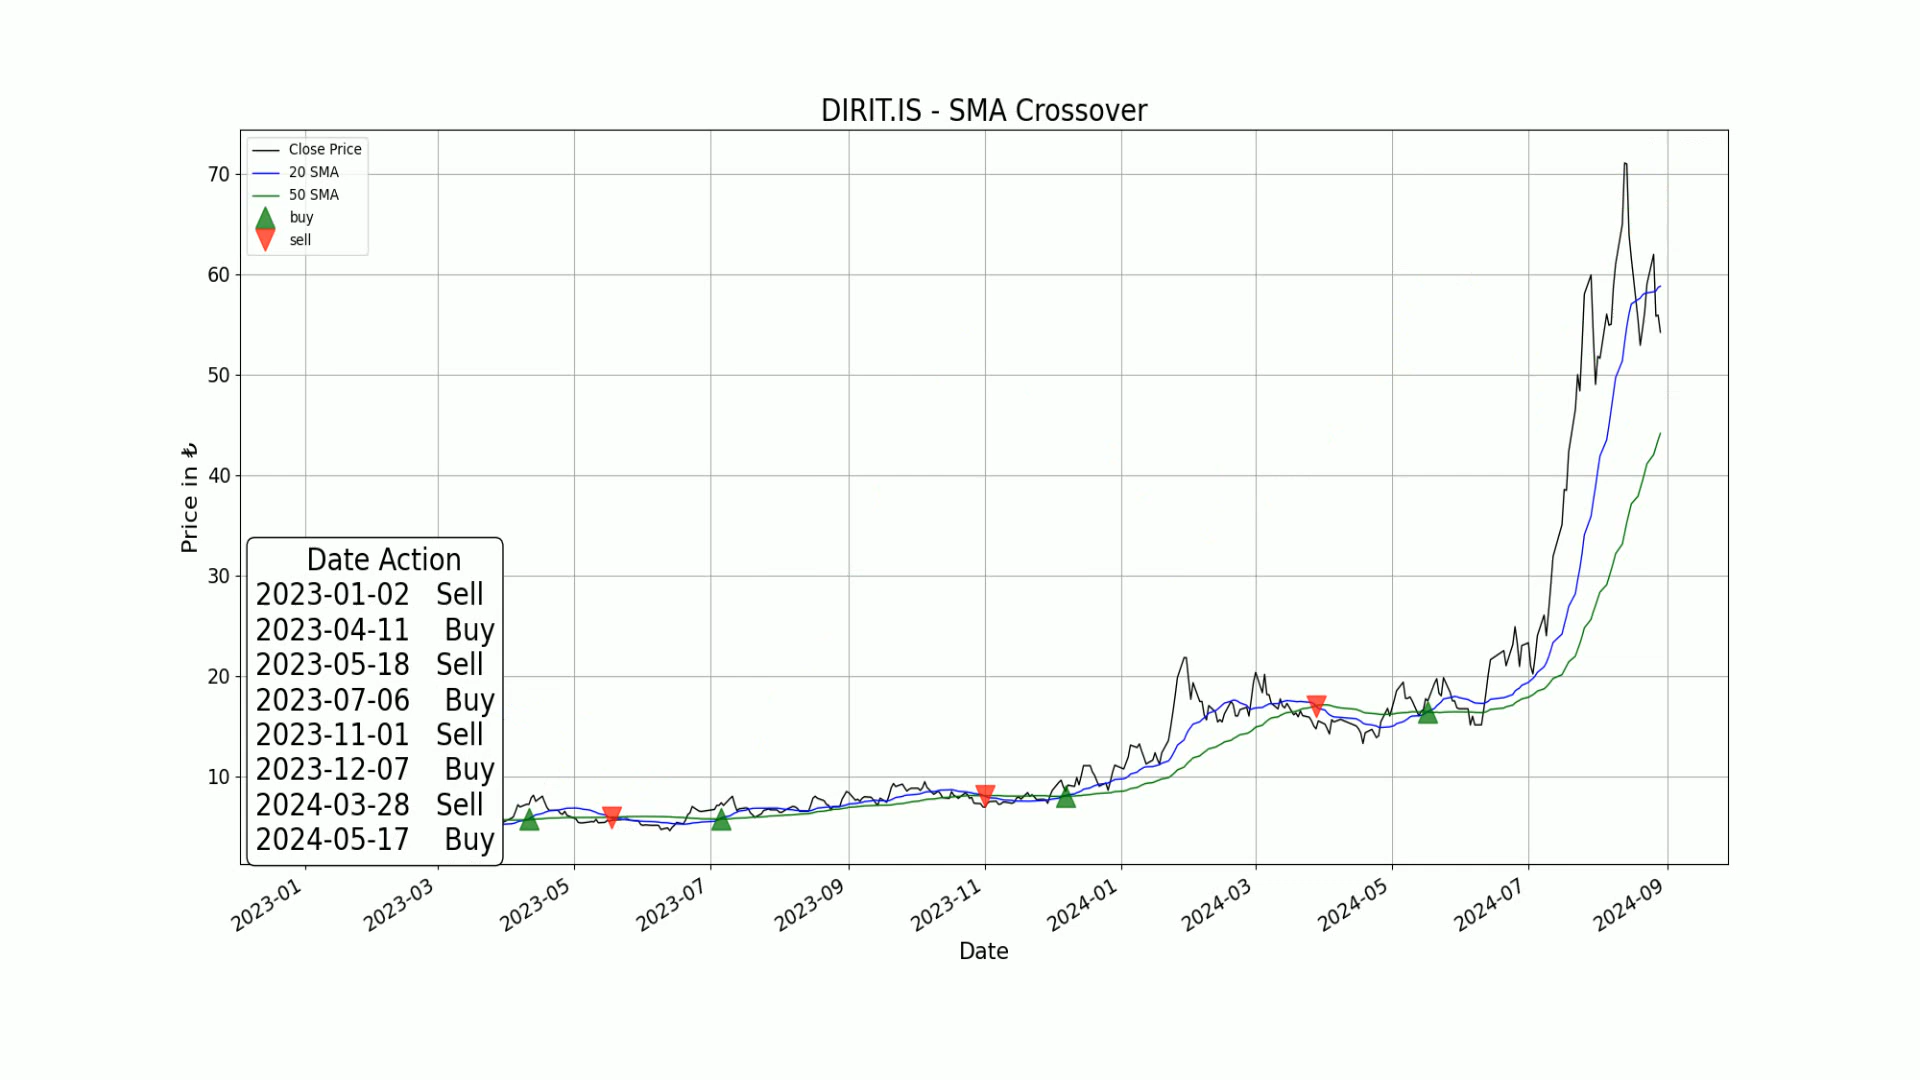 DIRIT.IS - SMA Crossover
Close Price
20 SMA
50 SMA
buy
sell
70
60
50
40
30
20
10
Price in ₺
Date Action
2023-01-02 Sell
2023-04-11 Buy
2023-05-18 Sell
2023-07-06 Buy
2023-11-01 Sell
2023-12-07 Buy
2024-03-28 Sell
2024-05-17 Buy
2023-01
2023-03
2023-05
2023-07
2023-09
2023-11
2024-01
2024-03
2024-05
2024-07
2024-09
Date